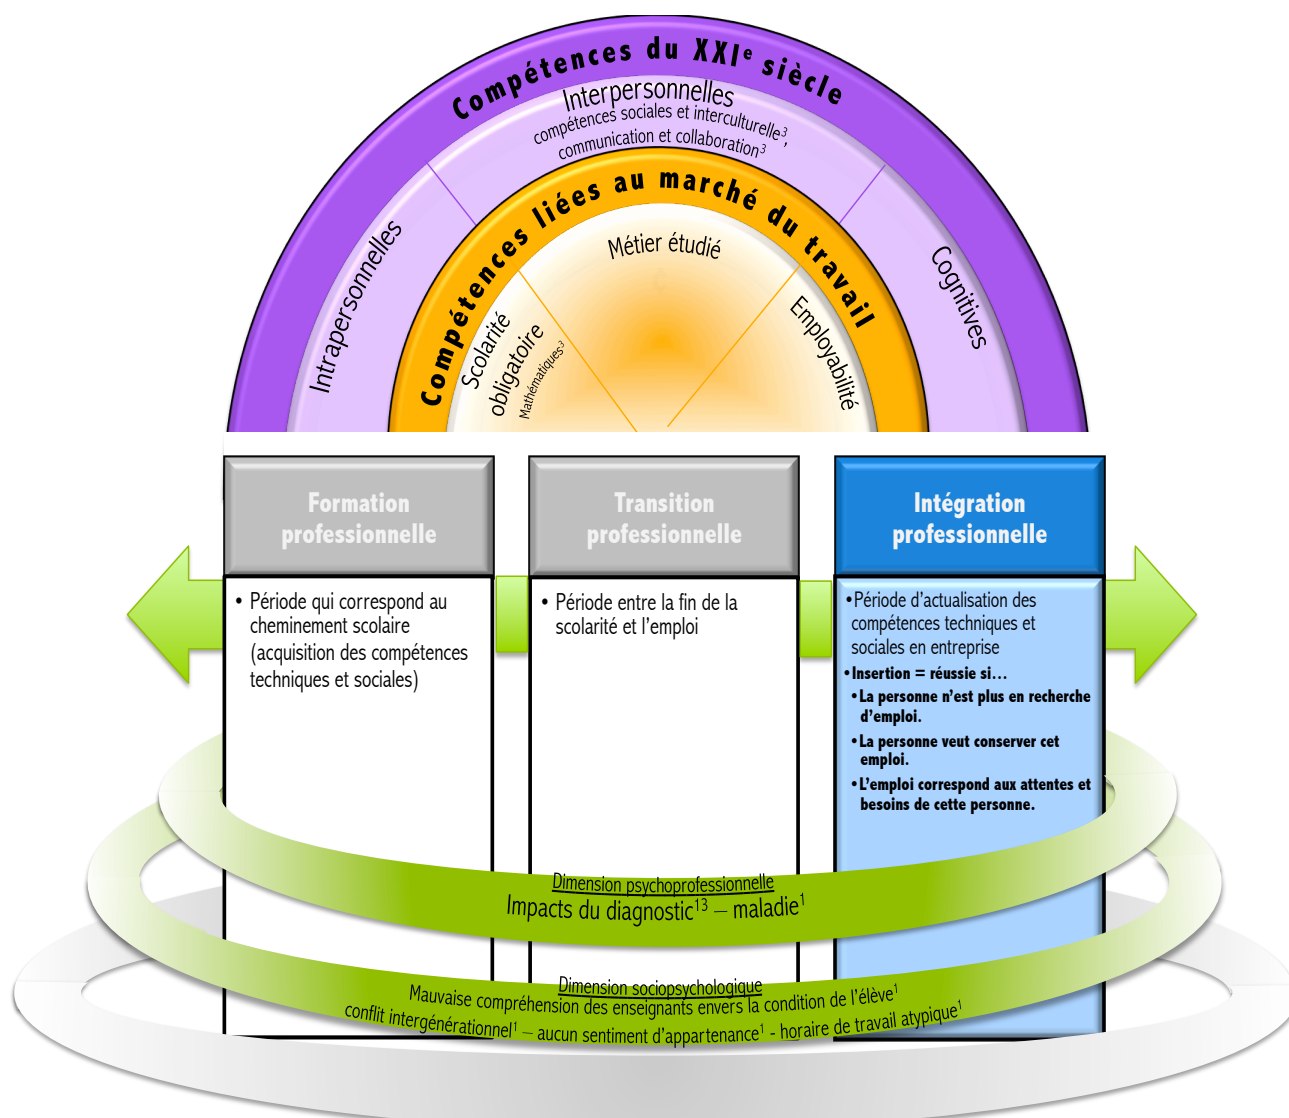 Compétences du XXIᵉ siècle
Interpersonnelles
compétences sociales et interculturelle³,
communication et collaboration³
Intrapersonnelles
Cognitives
Compétences liées au marché du travail
Métier étudié
Scolarité
obligatoire
Mathématiques³
Employabilité
Formation
professionnelle
• Période qui correspond au
cheminement scolaire
(acquisition des compétences
techniques et sociales)
Transition
professionnelle
• Période entre la fin de la
scolarité et l'emploi
Intégration
professionnelle
•Période d'actualisation des
compétences techniques et
sociales en entreprise
•Insertion = réussie si…
•La personne n'est plus en recherche
d'emploi.
•La personne veut conserver cet
emploi.
•L'emploi correspond aux attentes et
besoins de cette personne.
Dimension psychoprofessionnelle
Impacts du diagnostic¹³ – maladie¹
Dimension sociopsychologique
Mauvaise compréhension des enseignants envers la condition de l'élève¹
conflit intergénérationnel¹ – aucun sentiment d'appartenance¹ - horaire de travail atypique¹